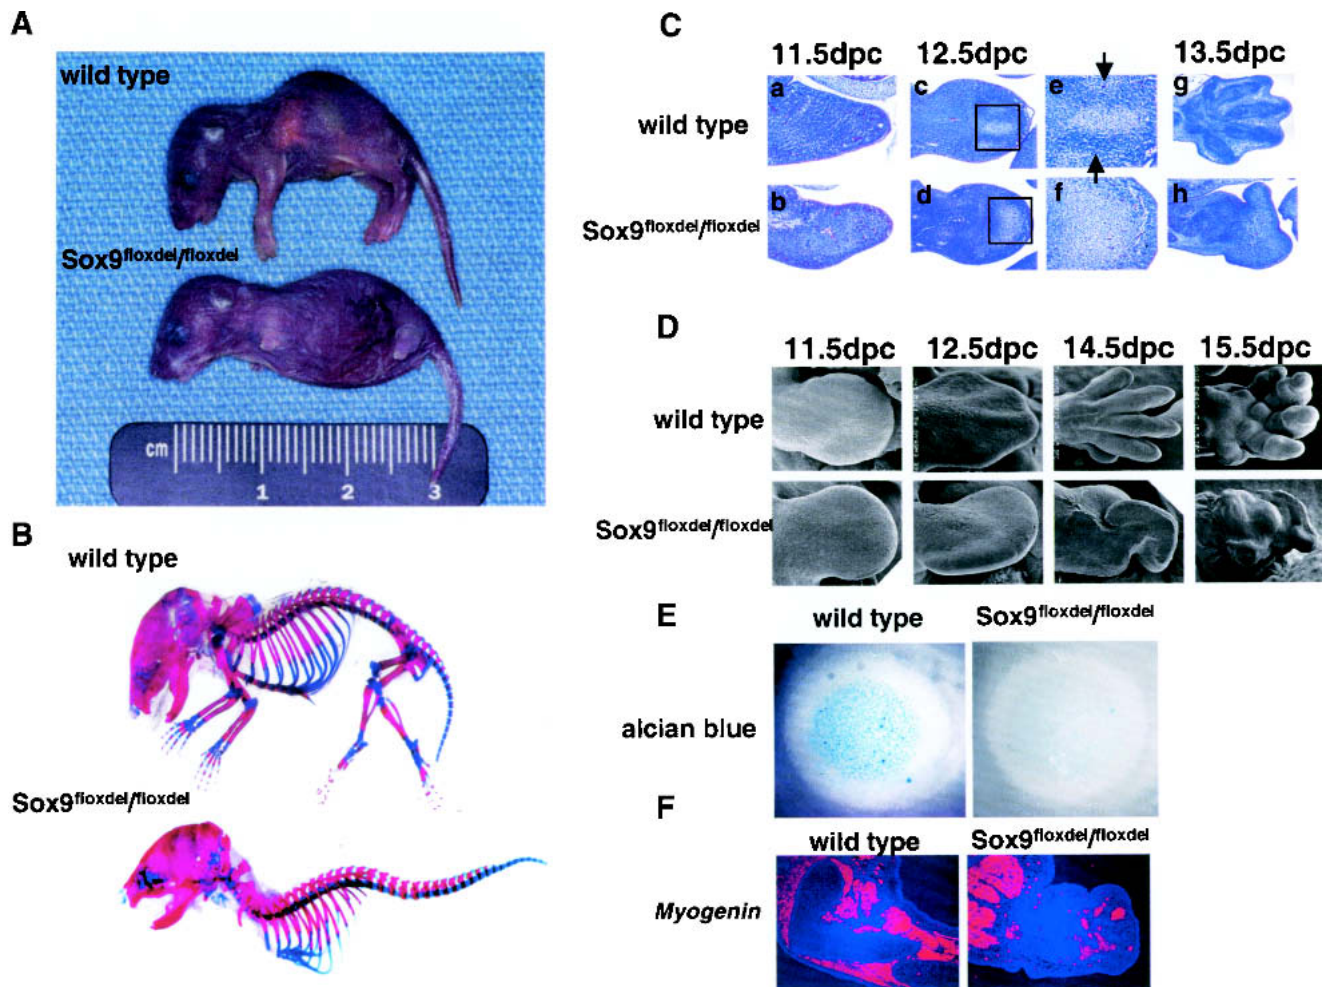 A
wild type
Sox9floxdel/floxdel
cm
1 2 3
B
wild type
Sox9floxdel/floxdel
C
11.5dpc 12.5dpc 13.5dpc
wild type
a c e g
Sox9floxdel/floxdel
b d f h
D
11.5dpc 12.5dpc 14.5dpc 15.5dpc
wild type
Sox9floxdel/floxdel
E
wild type Sox9floxdel/floxdel
alcian blue
F
wild type Sox9floxdel/floxdel
Myogenin